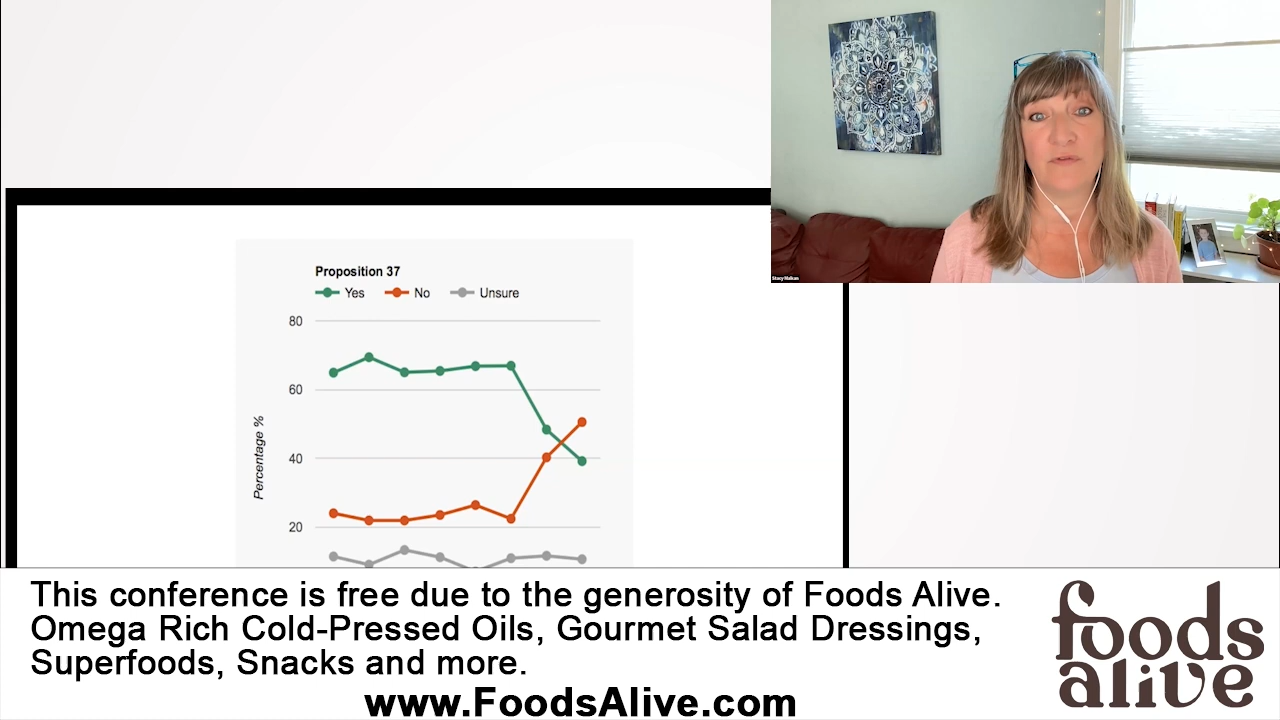 Stacy Malkan
Proposition 37
Yes No Unsure
80
60
40
20
Percentage %
This conference is free due to the generosity of Foods Alive.
Omega Rich Cold-Pressed Oils, Gourmet Salad Dressings,
Superfoods, Snacks and more.
www.FoodsAlive.com
foods
alive